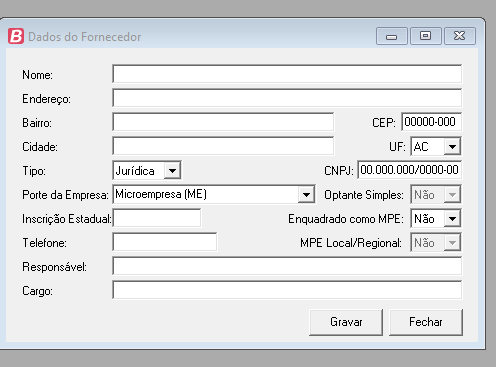 B Dados do Fornecedor
Nome:
Endereço:
Bairro: CEP: 00000-000
Cidade: UF: AC
Tipo: Jurídica CNPJ: 00.000.000/0000-00
Porte da Empresa: Microempresa (ME) Optante Simples: Não
Inscrição Estadual: Enquadrado como MPE: Não
Telefone: MPE Local/Regional: Não
Responsável:
Cargo:
Gravar Fechar